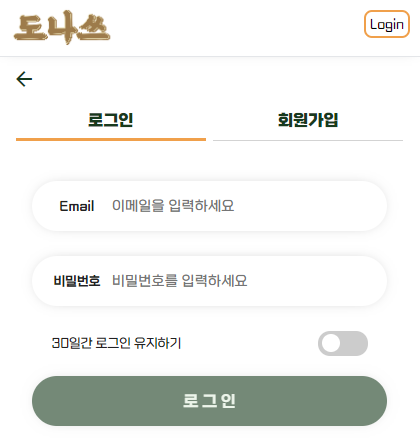 도나쓰
Login
로그인 회원가입
Email 이메일을 입력하세요
비밀번호 비밀번호를 입력하세요
30일간 로그인 유지하기
로그인